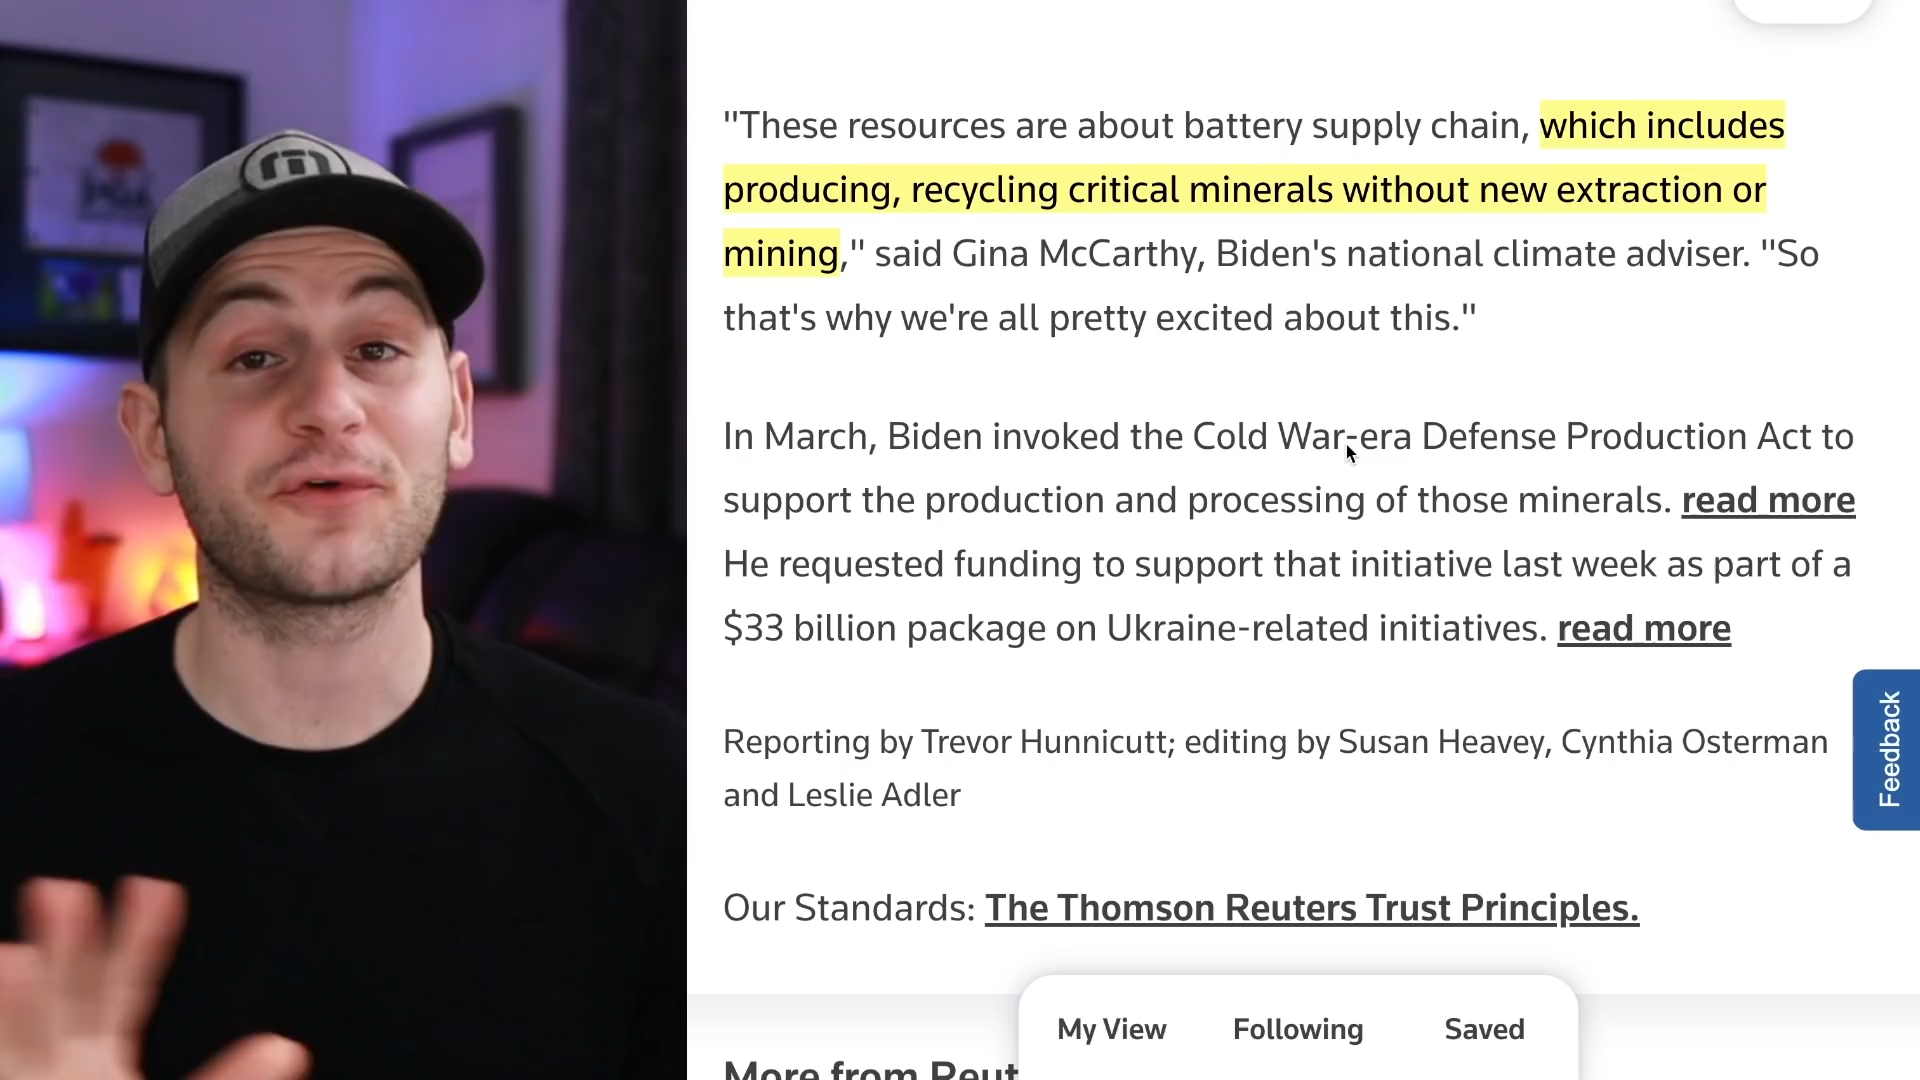 "These resources are about battery supply chain, which includes
producing, recycling critical minerals without new extraction or
mining," said Gina McCarthy, Biden's national climate adviser. "So
that's why we're all pretty excited about this."
In March, Biden invoked the Cold War-era Defense Production Act to
support the production and processing of those minerals. read more
He requested funding to support that initiative last week as part of a
$33 billion package on Ukraine-related initiatives. read more
Feedback
Reporting by Trevor Hunnicutt; editing by Susan Heavey, Cynthia Osterman
and Leslie Adler
Our Standards: The Thomson Reuters Trust Principles.
My View Following Saved
More from Reut